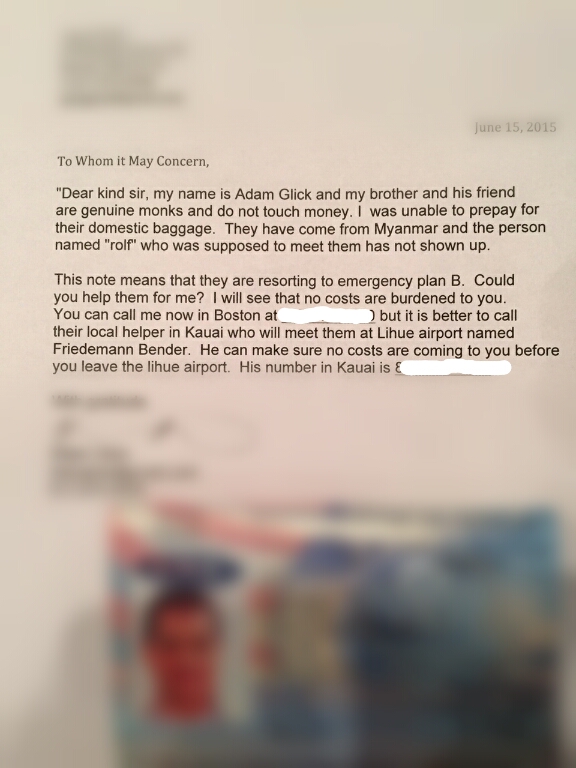 June 15, 2015
To Whom it May Concern,
"Dear kind sir, my name is Adam Glick and my brother and his friend
are genuine monks and do not touch money.  I  was unable to prepay for
their domestic baggage.  They have come from Myanmar and the person
named "rolf" who was supposed to meet them has not shown up.
This note means that they are resorting to emergency plan B.  Could
you help them for me?  I will see that no costs are burdened to you.
You can call me now in Boston at but it is better to call
their local helper in Kauai who will meet them at Lihue airport named
Friedemann Bender.  He can make sure no costs are coming to you before
you leave the lihue airport.  His number in Kauai is